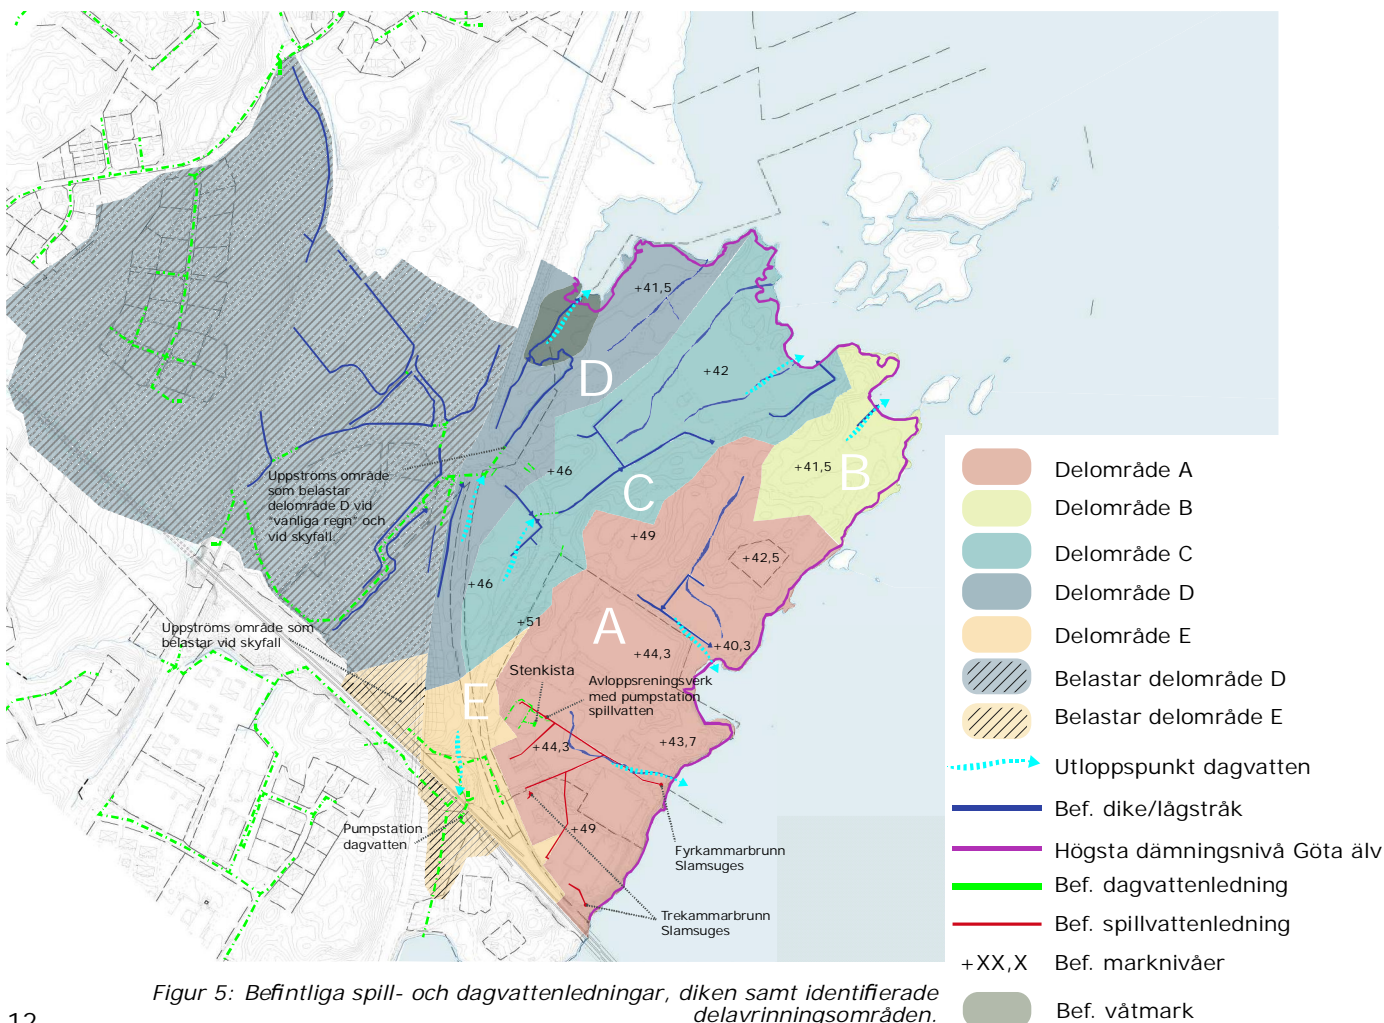 +41,5
D
+42
+41,5
B
+46
C
Uppströms område
som belastar
delområde D vid
"vanliga regn" och
vid skyfall.
+49
+42,5
+46
+51
A
Uppströms område som
belastar vid skyfall
+44,3
+40,3
Stenkista
Avloppsreningsverk
med pumpstation
spillvatten
E
+44,3
+43,7
Pumpstation
dagvatten
+49
Fyrkammarbrunn
Slamsuges
Trekammarbrunn
Slamsuges
Delområde A
Delområde B
Delområde C
Delområde D
Delområde E
Belastar delområde D
Belastar delområde E
Utloppspunkt dagvatten
Bef. dike/lågstråk
Högsta dämningsnivå Göta älv
Bef. dagvattenledning
Bef. spillvattenledning
+XX,X Bef. marknivåer
Bef. våtmark
Figur 5: Befintliga spill- och dagvattenledningar, diken samt identifierade
delavrinningsområden.
12